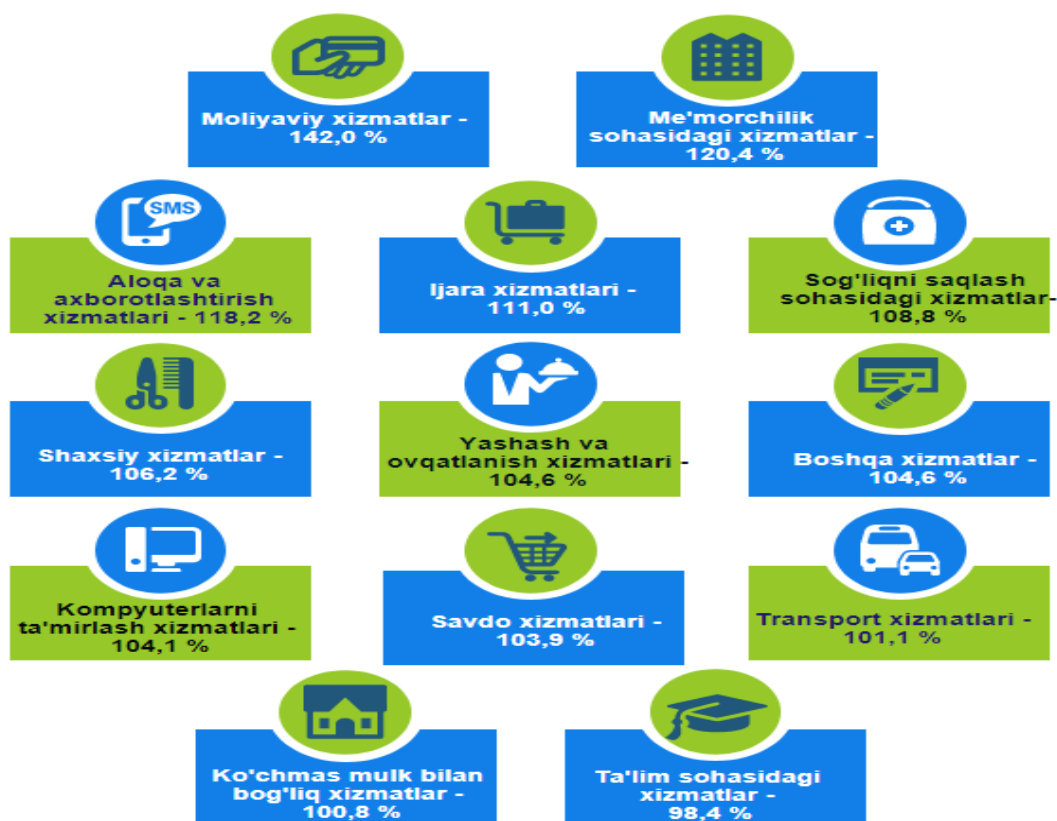 Moliyaviy xizmatlar -
142,0 %
Me'morchilik
sohasidagi xizmatlar -
120,4 %
SMS
Aloqa va
axborotlashtirish
xizmatlari - 118,2 %
Ijara xizmatlari -
111,0 %
Sog'liqni saqlash
sohasidagi xizmatlar-
108,8 %
Shaxsiy xizmatlar -
106,2 %
Yashash va
ovqatlanish xizmatlari -
104,6 %
Boshqa xizmatlar -
104,6 %
Kompyuterlarni
ta'mirlash xizmatlari -
104,1 %
Savdo xizmatlari -
103,9 %
Transport xizmatlari -
101,1 %
Ko'chmas mulk bilan
bog'liq xizmatlar -
100,8 %
Ta'lim sohasidagi
xizmatlar -
98,4 %